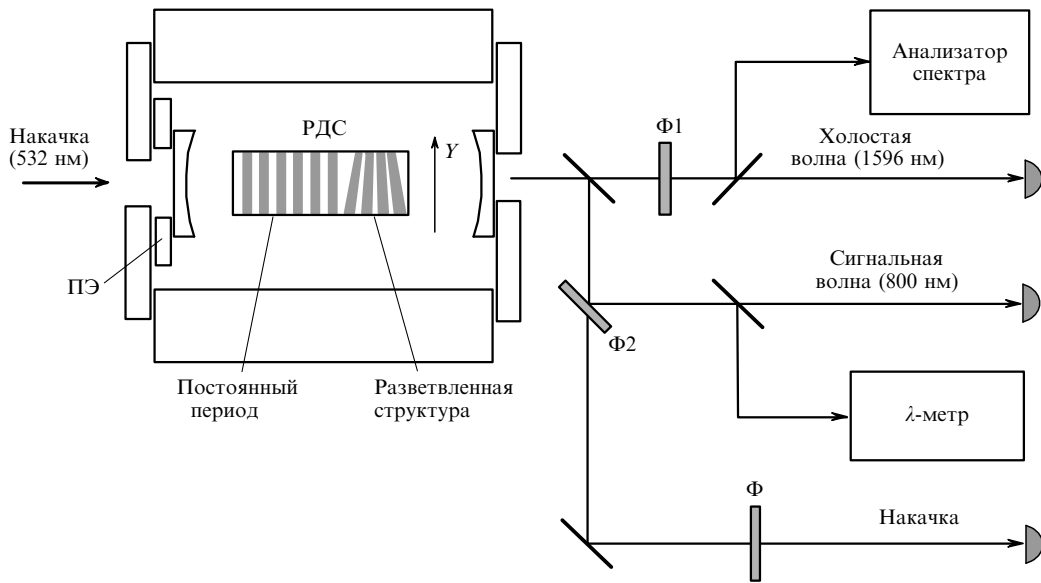 Накачка
(532 нм)
РДС
Y
ПЭ
Постоянный
период
Разветвленная
структура
Ф1
Анализатор
спектра
Холостая
волна (1596 нм)
Ф2
Сигнальная
волна (800 нм)
λ-метр
Ф
Накачка